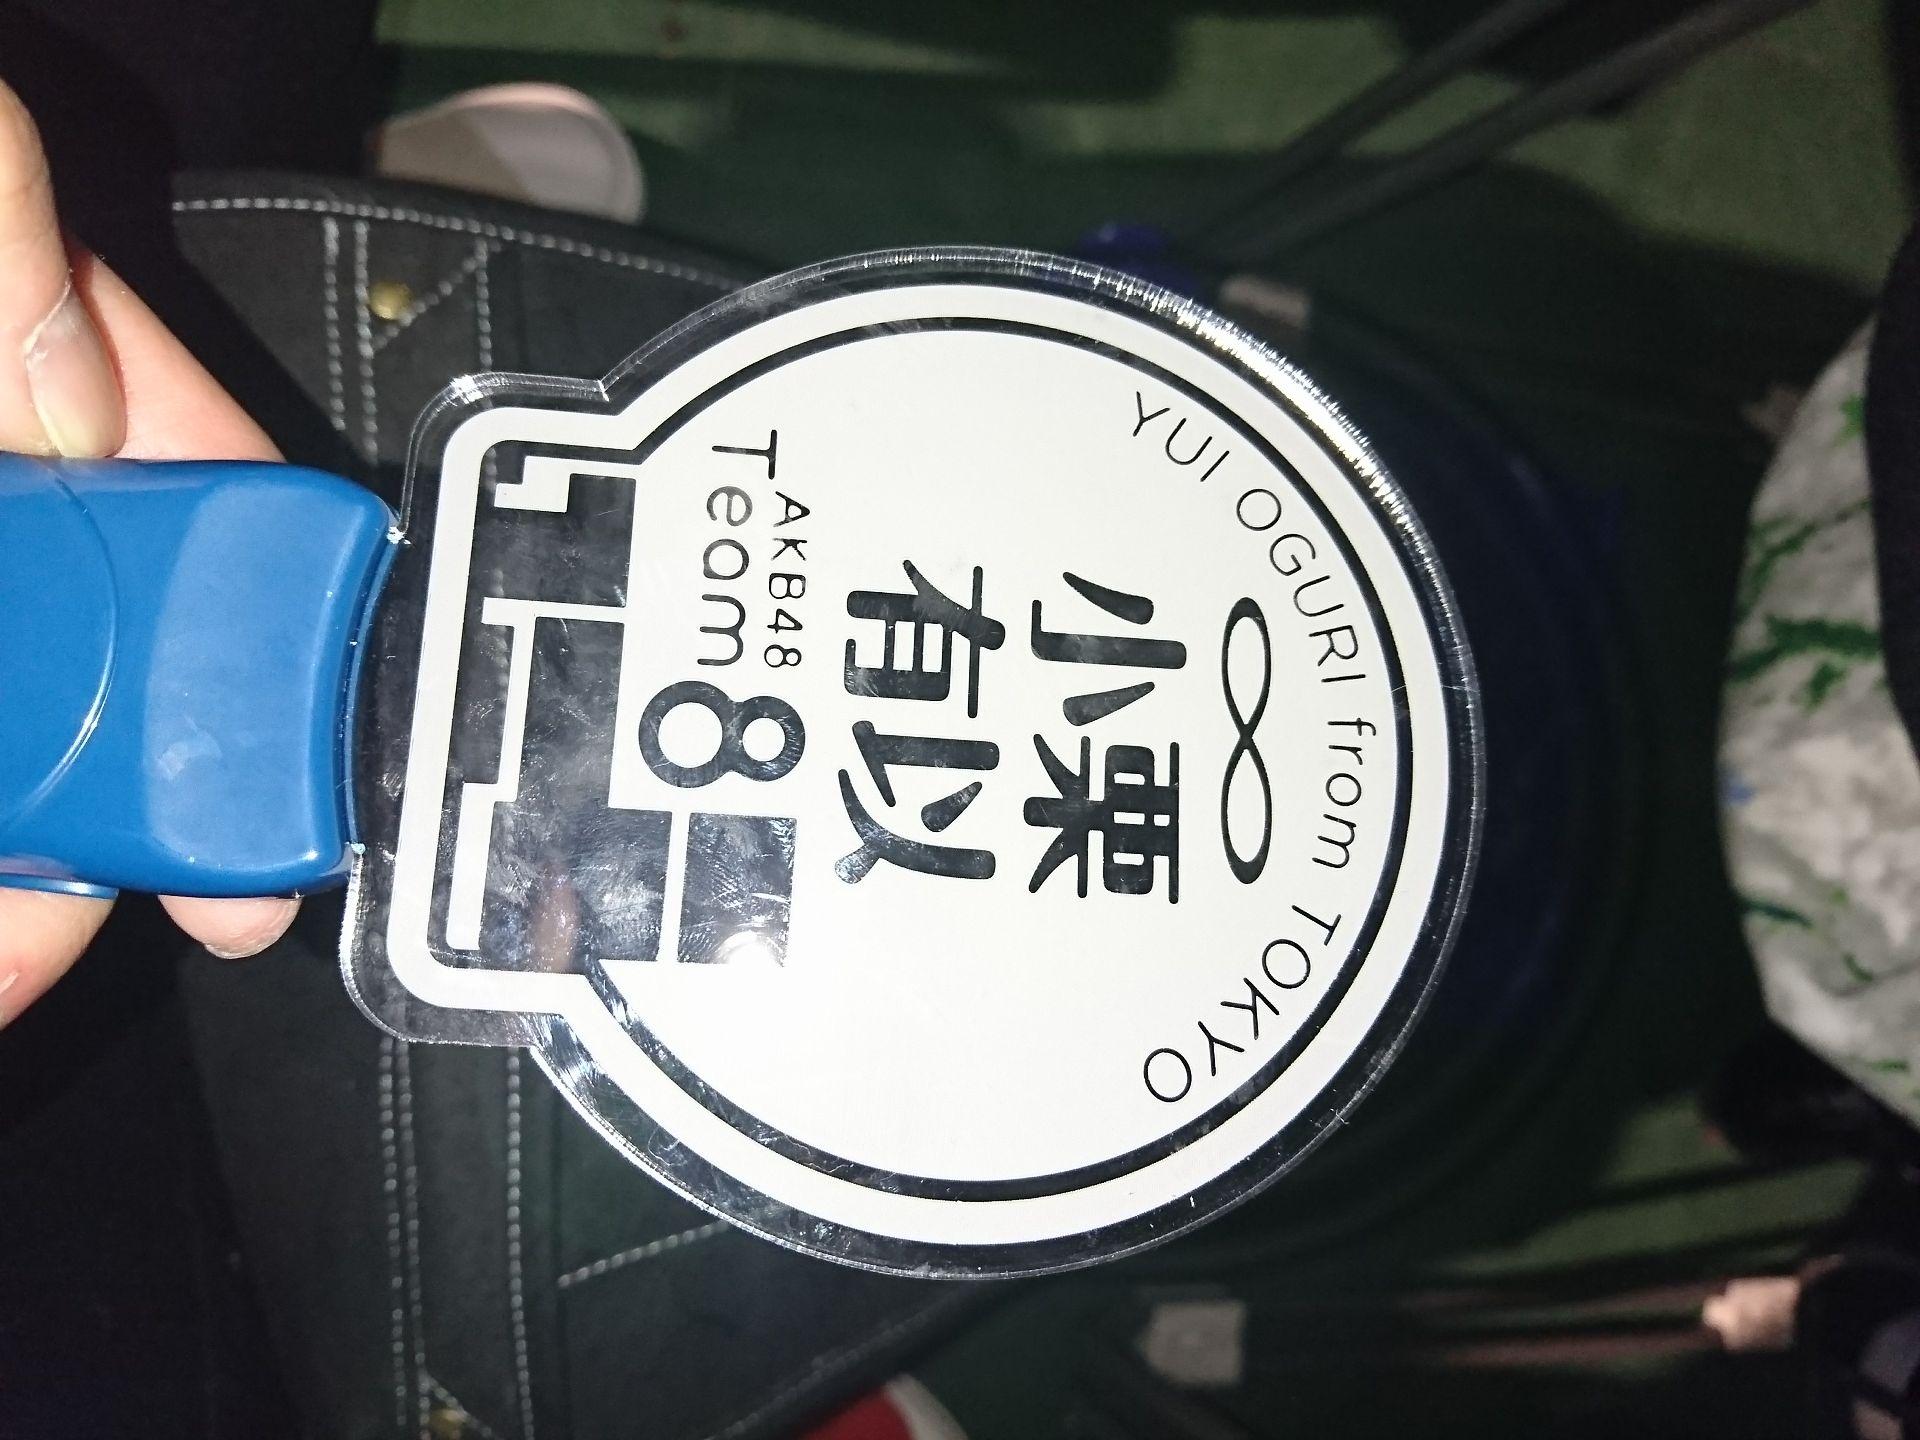 YUI OGURI from TOKYO
小栗
有以
AKB48
Team 8